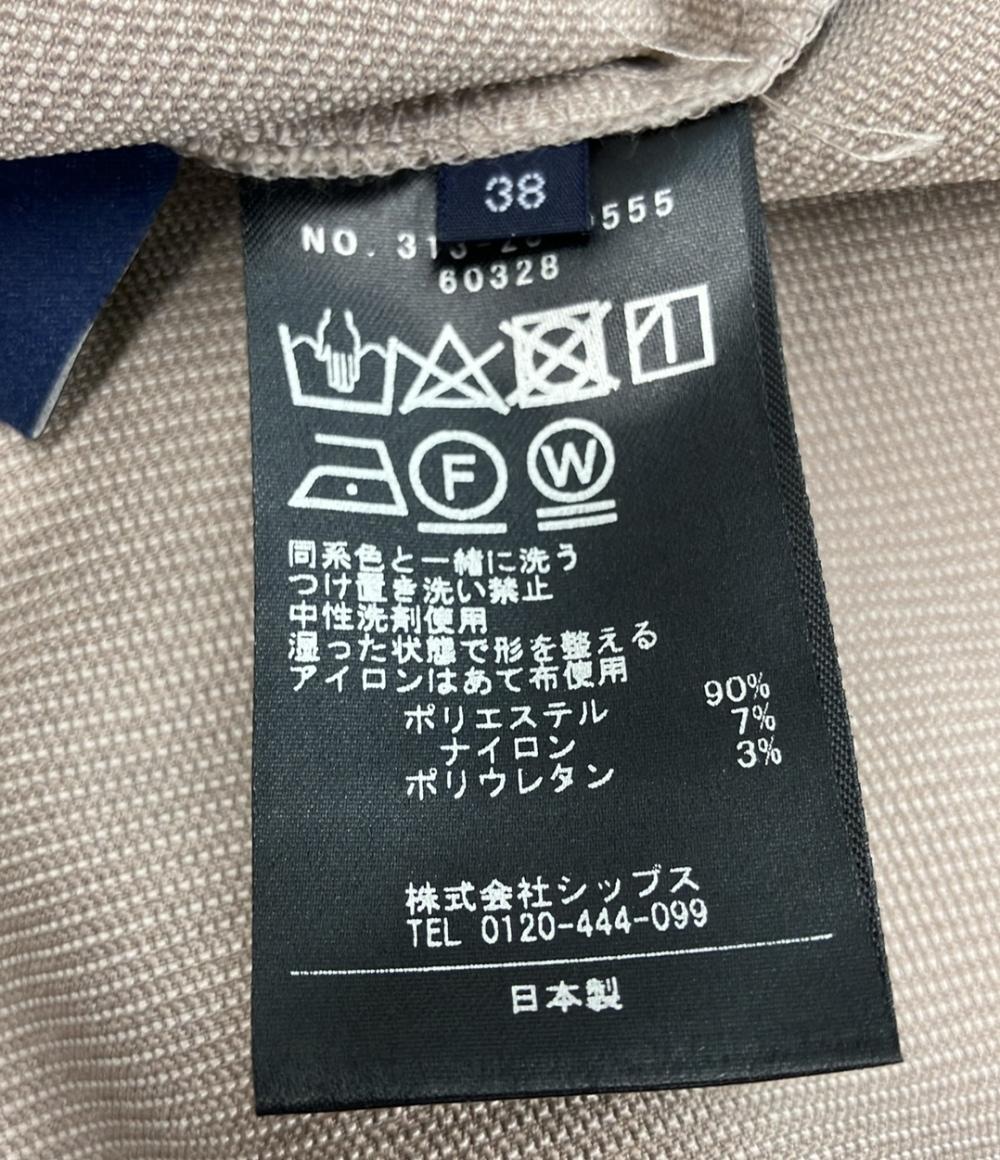 38
NO. 313-2 555
60328
F W
同系色と一緒に洗う
つけ置き洗い禁止
中性洗剤使用
湿った状態で形を整える
アイロンはあて布使用
ポリエステル 90%
ナイロン 7%
ポリウレタン 3%
株式会社シップス
TEL 0120-444-099
日本製